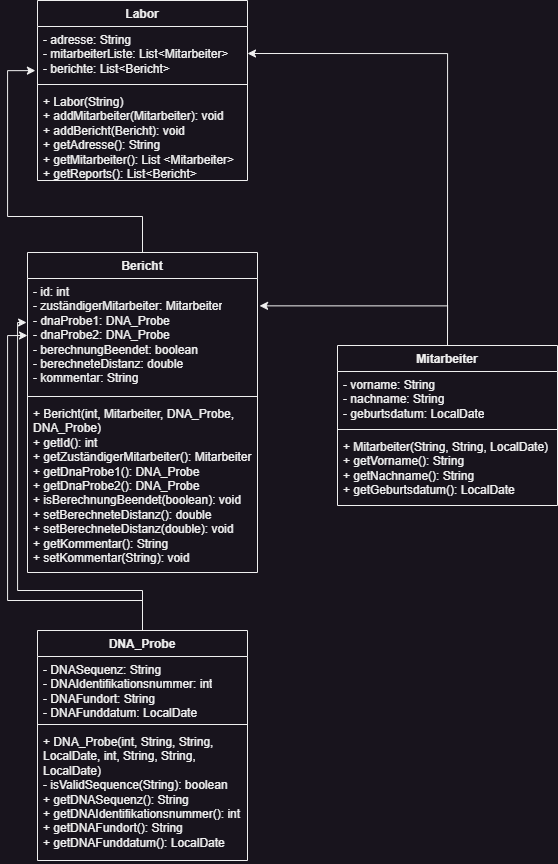 Labor
- adresse: String
- mitarbeiterListe: List<Mitarbeiter>
- berichte: List<Bericht>
+ Labor(String)
+ addMitarbeiter(Mitarbeiter): void
+ addBericht(Bericht): void
+ getAdresse(): String
+ getMitarbeiter(): List <Mitarbeiter>
+ getReports(): List<Bericht>
Bericht
- id: int
- zuständigerMitarbeiter: Mitarbeiter
- dnaProbe1: DNA_Probe
- dnaProbe2: DNA_Probe
- berechnungBeendet: boolean
- berechneteDistanz: double
- kommentar: String
+ Bericht(int, Mitarbeiter, DNA_Probe,
DNA_Probe)
+ getId(): int
+ getZuständigerMitarbeiter(): Mitarbeiter
+ getDnaProbe1(): DNA_Probe
+ getDnaProbe2(): DNA_Probe
+ isBerechnungBeendet(boolean): void
+ setBerechneteDistanz(): double
+ setBerechneteDistanz(double): void
+ getKommentar(): String
+ setKommentar(String): void
Mitarbeiter
- vorname: String
- nachname: String
- geburtsdatum: LocalDate
+ Mitarbeiter(String, String, LocalDate)
+ getVorname(): String
+ getNachname(): String
+ getGeburtsdatum(): LocalDate
DNA_Probe
- DNASequenz: String
- DNAIdentifikationsnummer: int
- DNAFundort: String
- DNAFunddatum: LocalDate
+ DNA_Probe(int, String, String,
LocalDate, int, String, String,
LocalDate)
- isValidSequence(String): boolean
+ getDNASequenz(): String
+ getDNAIdentifikationsnummer(): int
+ getDNAFundort(): String
+ getDNAFunddatum(): LocalDate